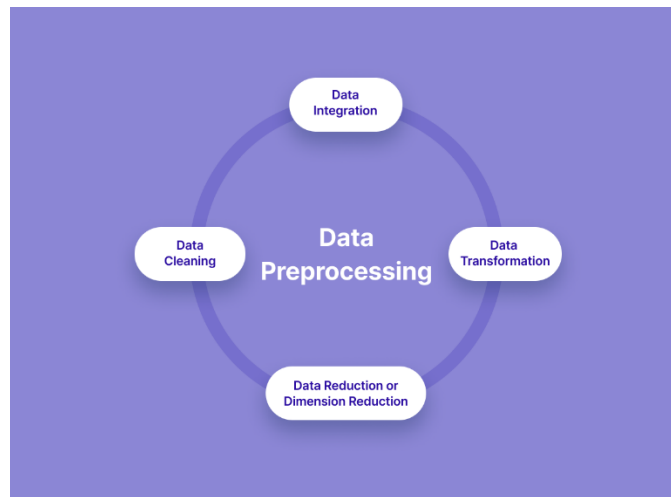 Data
Integration
Data
Cleaning
Data
Preprocessing
Data
Transformation
Data Reduction or
Dimension Reduction